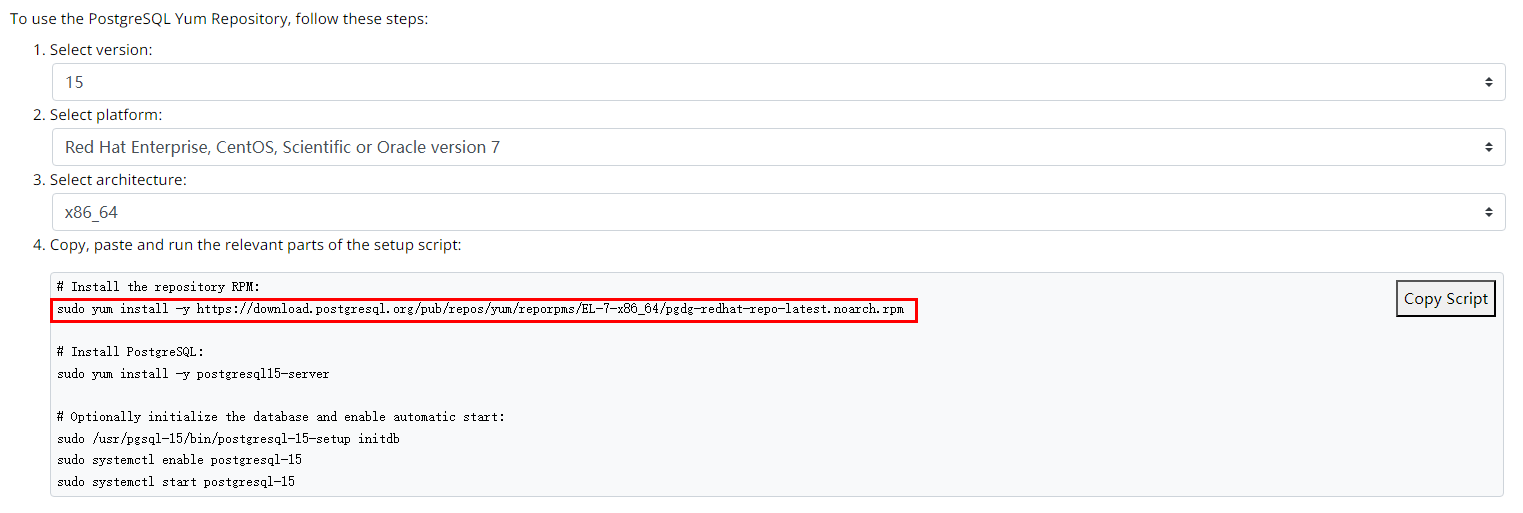 To use the PostgreSQL Yum Repository, follow these steps:
1. Select version:
15
2. Select platform:
Red Hat Enterprise, CentOS, Scientific or Oracle version 7
3. Select architecture:
x86_64
4. Copy, paste and run the relevant parts of the setup script:
# Install the repository RPM:
Copy Script
sudo yum install -y https://download.postgresql.org/pub/repos/yum/reporpms/EL-7-x86_64/pgdg-redhat-repo-latest.noarch.rpm
# Install PostgreSQL:
sudo yum install -y postgresql15-server
# Optionally initialize the database and enable automatic start:
sudo /usr/pgsql-15/bin/postgresql-15-setup initdb
sudo systemctl enable postgresql-15
sudo systemctl start postgresql-15